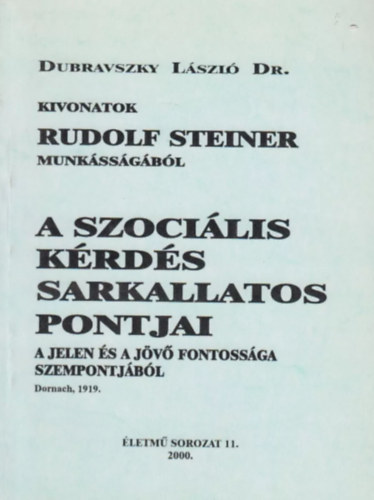 DUBRAVSZKY LÁSZLÓ DR.
KIVONATOK
RUDOLF STEINER
MUNKÁSSÁGÁBÓL
A SZOCIÁLIS
KÉRDÉS
SARKALLATOS
PONTJAI
A JELEN ÉS A JÖVŐ FONTOSSÁGA
SZEMPONTJÁBÓL
Dornach, 1919.
ÉLETMŰ SOROZAT 11.
2000.